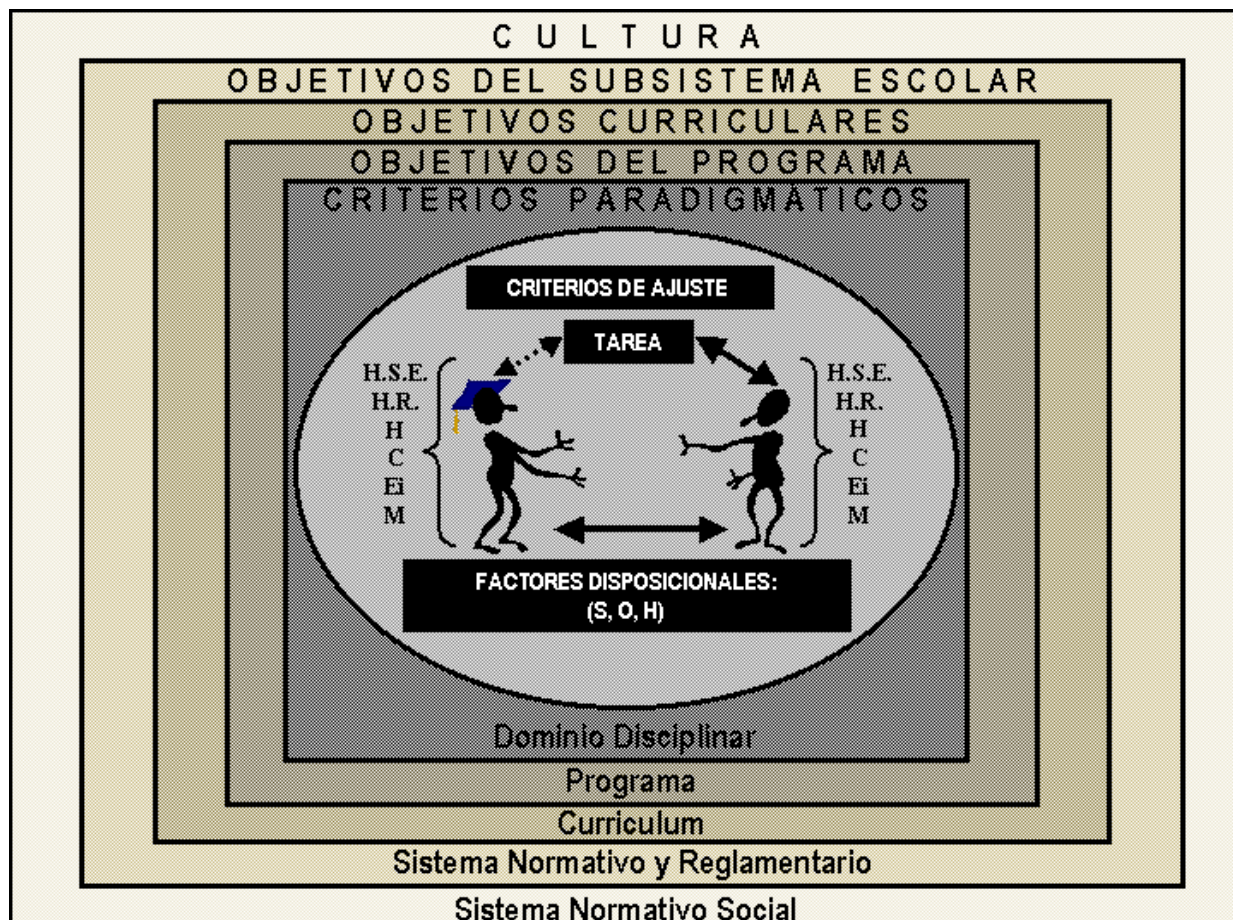 CULTURA
OBJETIVOS DEL SUBSISTEMA ESCOLAR
OBJETIVOS CURRICULARES
OBJETIVOS DEL PROGRAMA
CRITERIOS PARADIGMÁTICOS
CRITERIOS DE AJUSTE
TAREA
H.S.E.
H.R.
H
C
Ei
M
H.S.E.
H.R.
H
C
Ei
M
FACTORES DISPOSICIONALES:
(S, O, H)
Dominio Disciplinar
Programa
Curriculum
Sistema Normativo y Reglamentario
Sistema Normativo Social